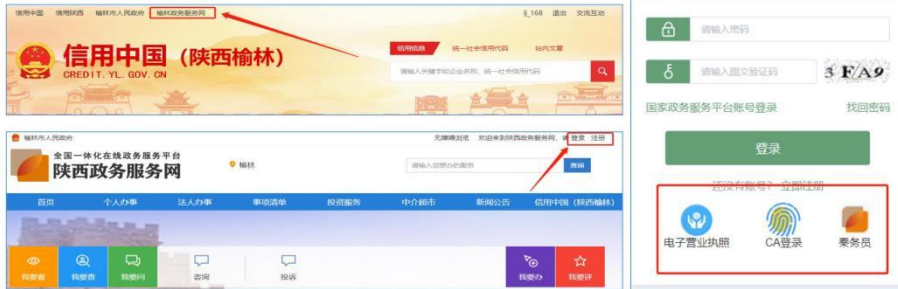 信用中国 信用陕西 榆林市人民政府 榆林政务服务网
lj_168 退出 交流互动
信用中国（陕西榆林）
CREDIT. YL. GOV. CN
信用信息 统一社会信用代码 站内文章
请输入关键字如企业名称、统一社会信用代码
榆林市人民政府
无障碍浏览 欢迎来到陕西政务服务网，请 登录 注册
全国一体化在线政务服务平台
陕西政务服务网
榆林
请输入您想办的服务
查询
首页 个人办事 法人办事 事项清单 投资服务 中介超市 新闻公告 信用中国（陕西榆林）
我要看 我要查 我要问 咨询 投诉 我要办 我要评
请输入密码
请输入图文验证码
3 F A 9
国家政务服务平台账号登录 找回密码
登录
还没有账号？ 立即注册
电子营业执照 CA登录 秦务员